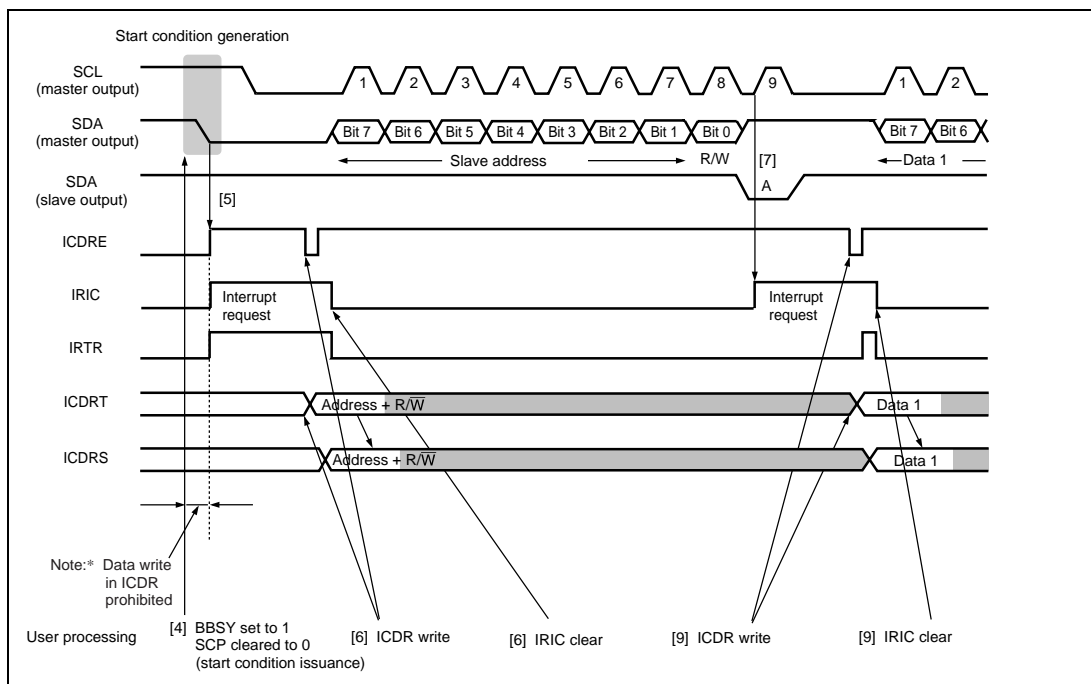 Start condition generation
SCL
(master output)
1 2 3 4 5 6 7 8 9 1 2
SDA
(master output)
Bit 7 Bit 6 Bit 5 Bit 4 Bit 3 Bit 2 Bit 1 Bit 0 Bit 7 Bit 6
Slave address R/W [7] Data 1
SDA
(slave output)
A
[5]
ICDRE
IRIC
Interrupt
request
Interrupt
request
IRTR
ICDRT
Address + R/W̅
Data 1
ICDRS
Address + R/W̅
Data 1
Note:* Data write
in ICDR
prohibited
User processing
[4] BBSY set to 1
SCP cleared to 0
(start condition issuance)
[6] ICDR write
[6] IRIC clear
[9] ICDR write
[9] IRIC clear